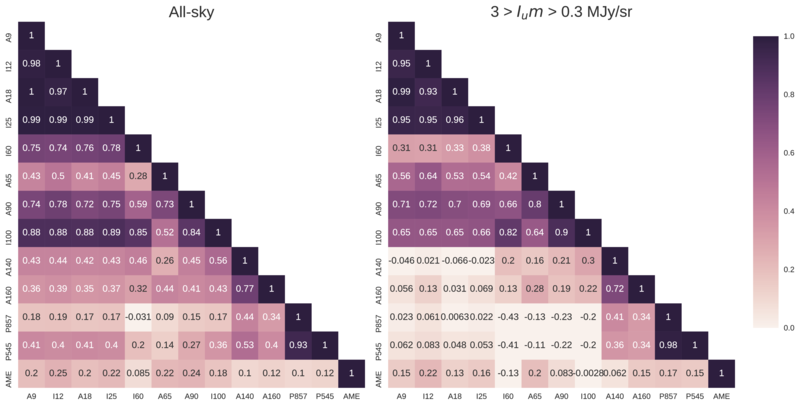 All-sky
3 > I_u m > 0.3 MJy/sr
A9 1 A9 1 1.0
I12 0.98 1 I12 0.95 1
A18 1 0.97 1 A18 0.99 0.93 1 0.8
I25 0.99 0.99 0.99 1 I25 0.95 0.95 0.96 1
I60 0.75 0.74 0.76 0.78 1 I60 0.31 0.31 0.33 0.38 1 0.6
A65 0.43 0.5 0.41 0.45 0.28 1 A65 0.56 0.64 0.53 0.54 0.42 1
A90 0.74 0.78 0.72 0.75 0.59 0.73 1 A90 0.71 0.72 0.7 0.69 0.66 0.8 1
I100 0.88 0.88 0.88 0.89 0.85 0.52 0.84 1 I100 0.65 0.65 0.65 0.66 0.82 0.64 0.9 1 0.4
A140 0.43 0.44 0.42 0.43 0.46 0.26 0.45 0.56 1 A140 -0.046 0.021 -0.066 -0.023 0.2 0.16 0.21 0.3 1
A160 0.36 0.39 0.35 0.37 0.32 0.44 0.41 0.43 0.77 1 A160 0.056 0.13 0.031 0.069 0.13 0.28 0.19 0.22 0.72 1 0.2
P857 0.18 0.19 0.17 0.17 -0.031 0.09 0.15 0.17 0.44 0.34 1 P857 0.023 0.061 0.0063 0.022 -0.43 -0.13 -0.23 -0.2 0.41 0.34 1 0.0
P545 0.41 0.4 0.41 0.4 0.2 0.14 0.27 0.36 0.53 0.4 0.93 1 P545 0.062 0.083 0.048 0.053 -0.41 -0.11 -0.22 -0.2 0.36 0.34 0.98 1
AME 0.2 0.25 0.2 0.22 0.085 0.22 0.24 0.18 0.1 0.12 0.1 0.12 1 AME 0.15 0.22 0.13 0.16 -0.13 0.2 0.083 -0.0028 0.062 0.15 0.17 0.15 1
A9 I12 A18 I25 I60 A65 A90 I100 A140 A160 P857 P545 AME A9 I12 A18 I25 I60 A65 A90 I100 A140 A160 P857 P545 AME